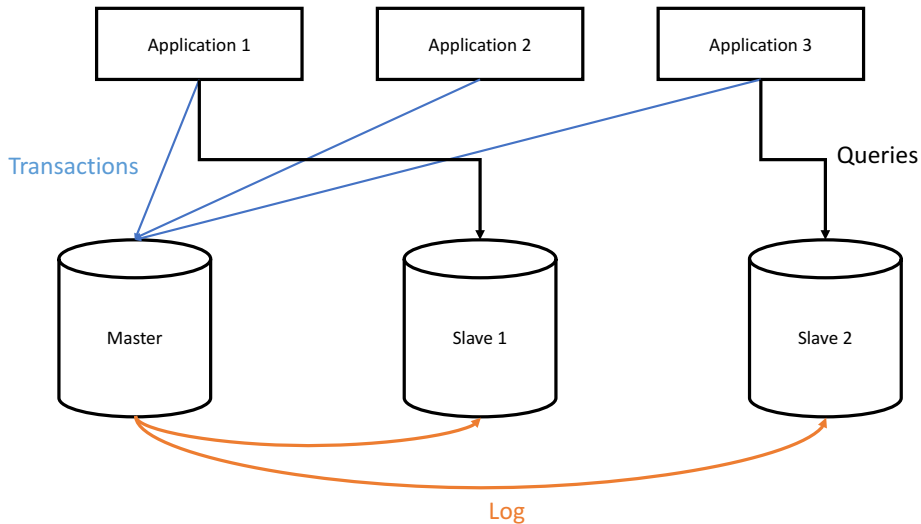 Application 1
Application 2
Application 3
Transactions
Queries
Master
Slave 1
Slave 2
Log